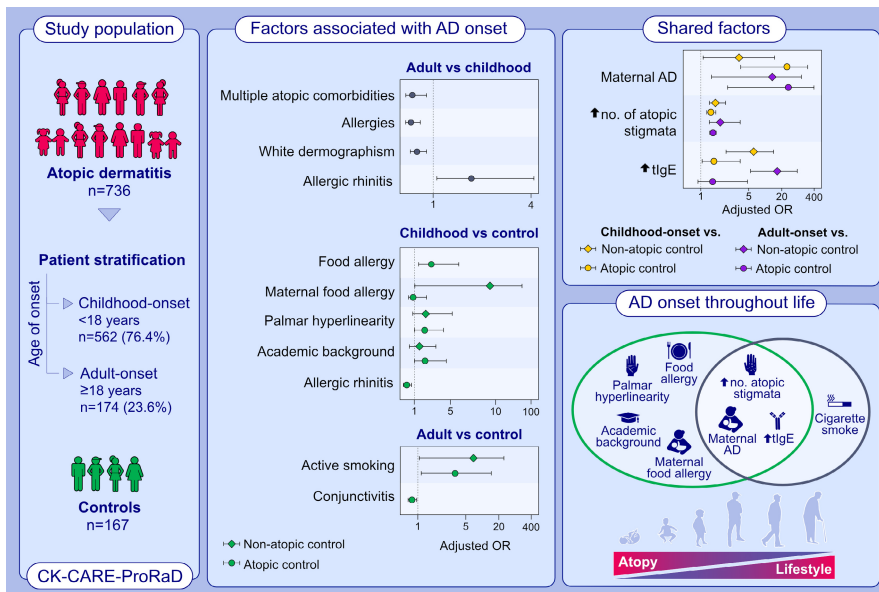 Study population
Atopic dermatitis
n=736
Patient stratification
Age of onset
Childhood-onset
<18 years
n=562 (76.4%)
Adult-onset
≥18 years
n=174 (23.6%)
Controls
n=167
CK-CARE-ProRaD
Factors associated with AD onset
Adult vs childhood
Multiple atopic comorbidities
Allergies
White dermographism
Allergic rhinitis
1 4
Childhood vs control
Food allergy
Maternal food allergy
Palmar hyperlinearity
Academic background
Allergic rhinitis
1 5 10 100
Adult vs control
Active smoking
Conjunctivitis
1 5 20 400
Adjusted OR
Non-atopic control
Atopic control
Shared factors
Maternal AD
⬆no. of atopic
stigmata
⬆tIgE
1 5 20 400
Adjusted OR
Childhood-onset vs.
Non-atopic control
Atopic control
Adult-onset vs.
Non-atopic control
Atopic control
AD onset throughout life
Palmar
hyperlinearity
Food
allergy
Academic
background
Maternal
food allergy
⬆no. atopic
stigmata
Maternal
AD
⬆tIgE
Cigarette
smoke
Atopy
Lifestyle